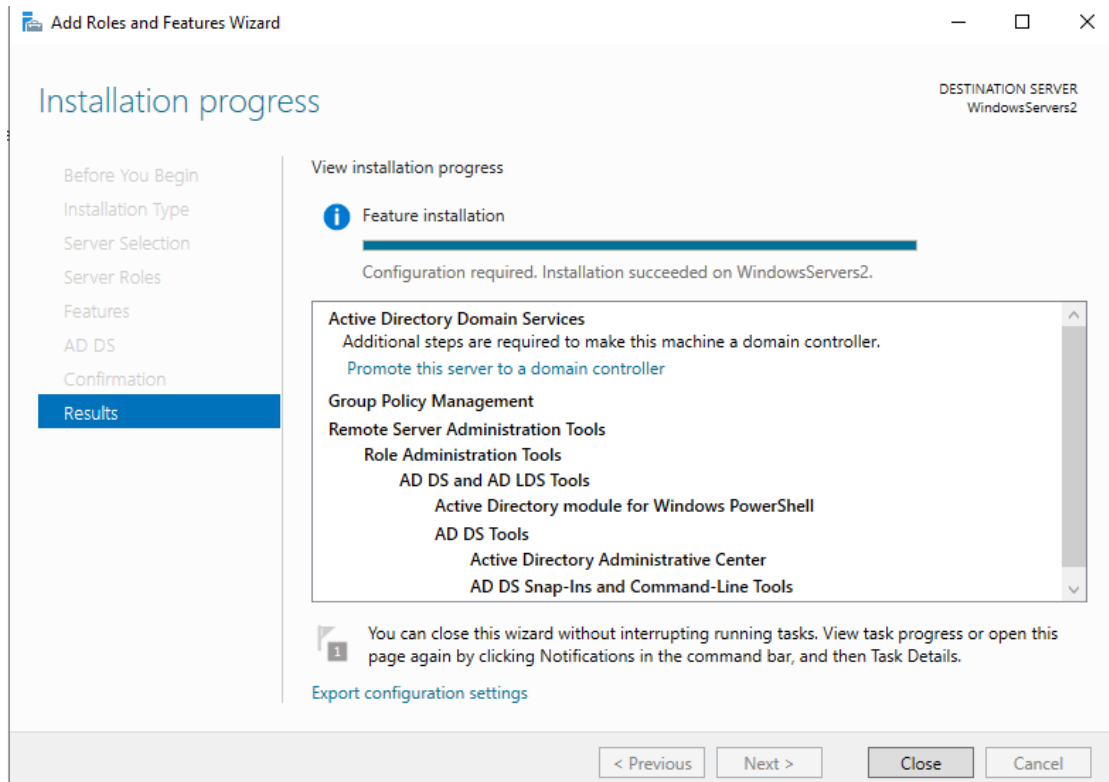 Add Roles and Features Wizard
Installation progress
DESTINATION SERVER
WindowsServers2
Before You Begin
Installation Type
Server Selection
Server Roles
Features
AD DS
Confirmation
Results
View installation progress
Feature installation
Configuration required. Installation succeeded on WindowsServers2.
Active Directory Domain Services
Additional steps are required to make this machine a domain controller.
Promote this server to a domain controller
Group Policy Management
Remote Server Administration Tools
Role Administration Tools
AD DS and AD LDS Tools
Active Directory module for Windows PowerShell
AD DS Tools
Active Directory Administrative Center
AD DS Snap-Ins and Command-Line Tools
1
You can close this wizard without interrupting running tasks. View task progress or open this
page again by clicking Notifications in the command bar, and then Task Details.
Export configuration settings
< Previous
Next >
Close
Cancel